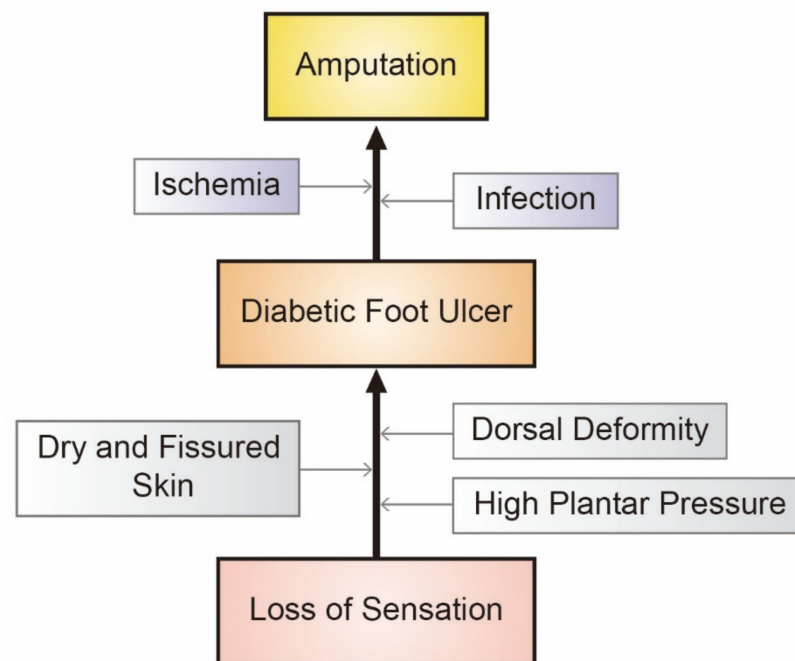 Amputation
Ischemia
Infection
Diabetic Foot Ulcer
Dorsal Deformity
Dry and Fissured
Skin
High Plantar Pressure
Loss of Sensation